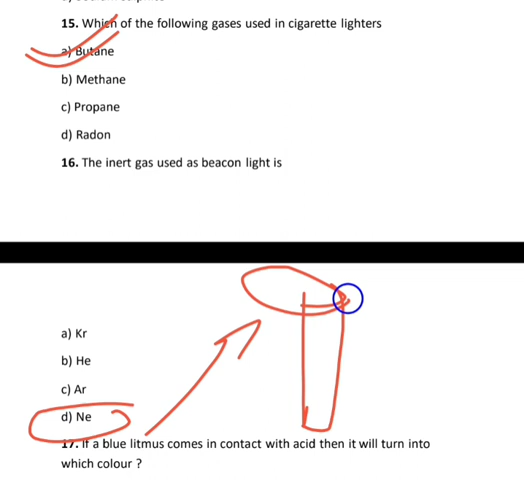 15. Which of the following gases used in cigarette lighters
a) Butane
b) Methane
c) Propane
d) Radon
16. The inert gas used as beacon light is
a) Kr
b) He
c) Ar
d) Ne
17. If a blue litmus comes in contact with acid then it will turn into
which colour ?